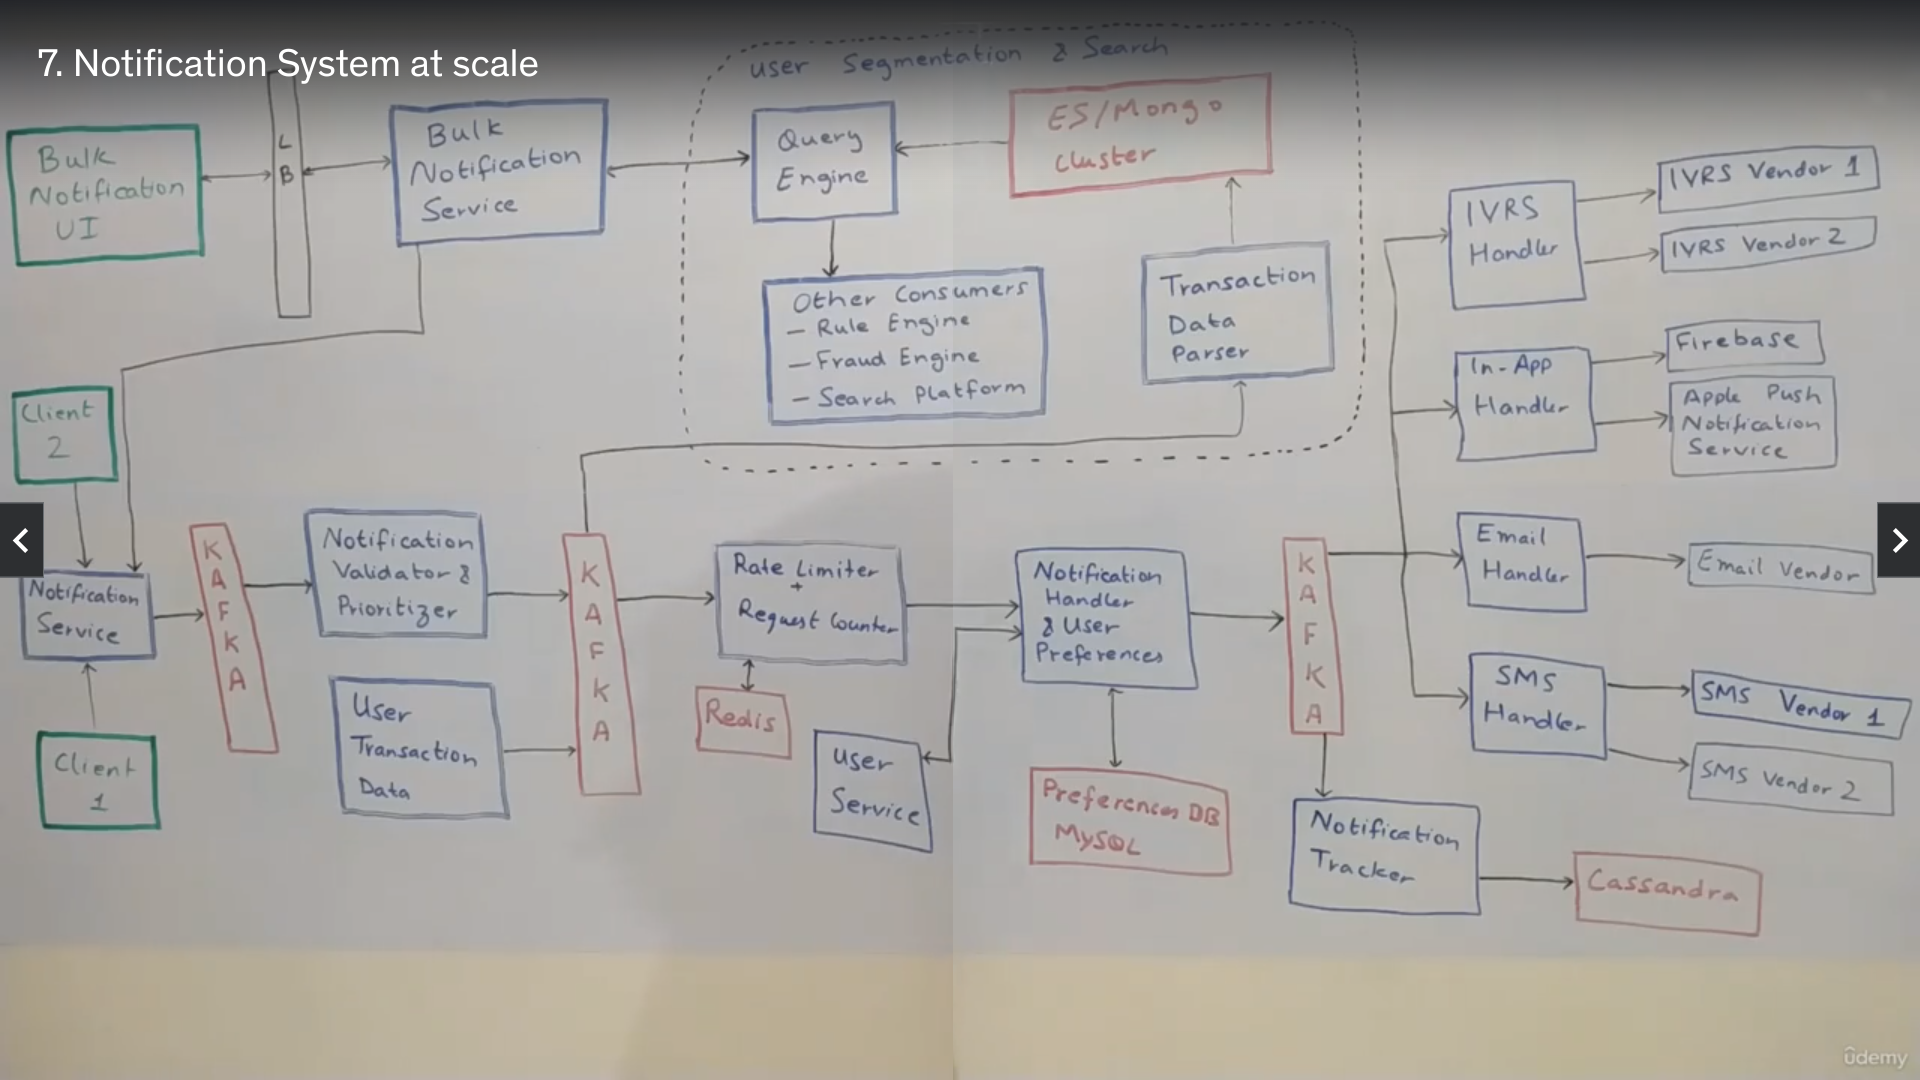 7. Notification System at scale
User Segmentation & Search
Bulk
Notification
UI
L
B
Bulk
Notification
Service
Query
Engine
ES/Mongo
Cluster
Other Consumers
- Rule Engine
- Fraud Engine
- Search Platform
Transaction
Data
Parser
IVRS
Handler
IVRS Vendor 1
IVRS Vendor 2
In-App
Handler
Firebase
Apple Push
Notification
Service
Client
2
Notification
Service
Client
1
KAFKA
Notification
Validator &
Prioritizer
User
Transaction
Data
KAFKA
Rate Limiter
+
Request Counter
Redis
User
Service
Notification
Handler
& User
Preferences
Preferences DB
MySQL
KAFKA
Email
Handler
Email Vendor
SMS
Handler
SMS Vendor 1
SMS Vendor 2
Notification
Tracker
Cassandra
ûdemy